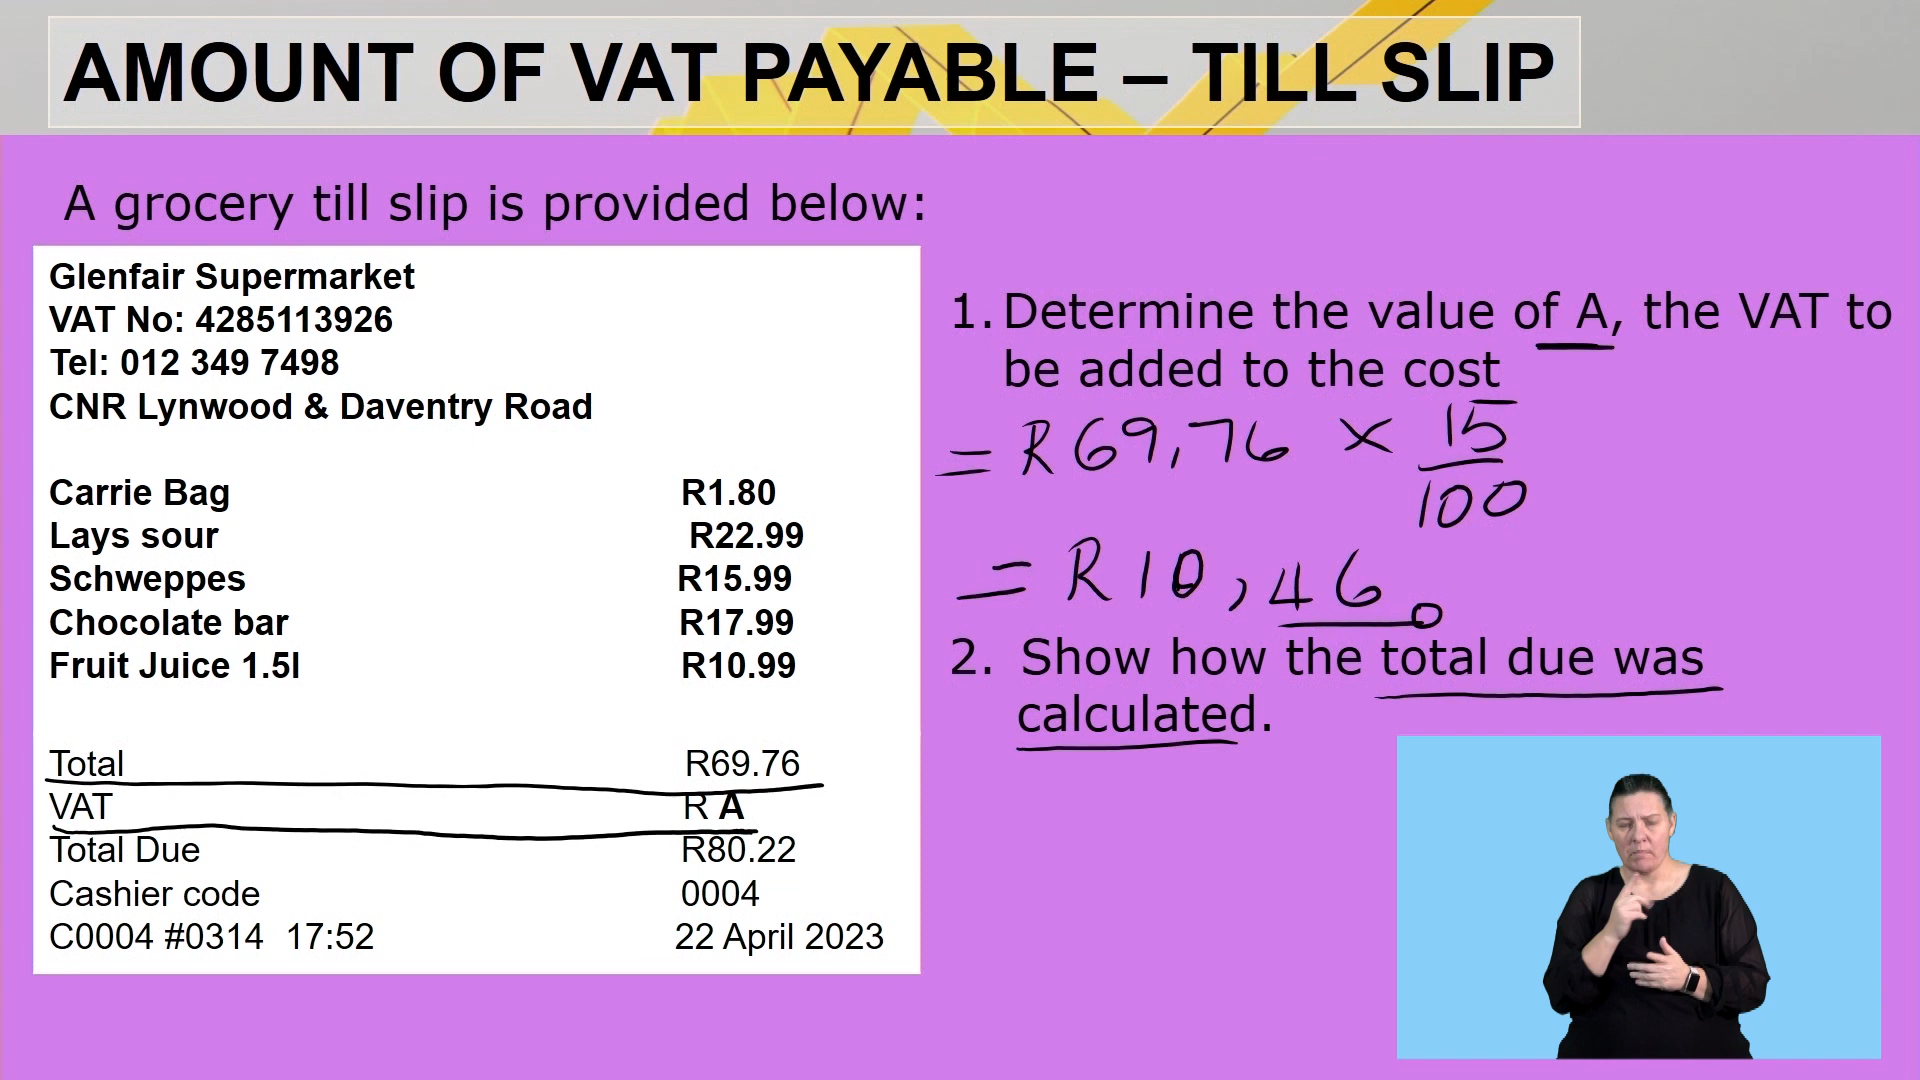 AMOUNT OF VAT PAYABLE – TILL SLIP
A grocery till slip is provided below:
Glenfair Supermarket
VAT No: 4285113926
Tel: 012 349 7498
CNR Lynwood & Daventry Road
Carrie Bag R1.80
Lays sour R22.99
Schweppes R15.99
Chocolate bar R17.99
Fruit Juice 1.5l R10.99
Total R69.76
VAT R A
Total Due R80.22
Cashier code 0004
C0004 #0314 17:52 22 April 2023
1. Determine the value of A, the VAT to
be added to the cost
= R69,76 × 15/100
= R10,46
2. Show how the total due was
calculated.